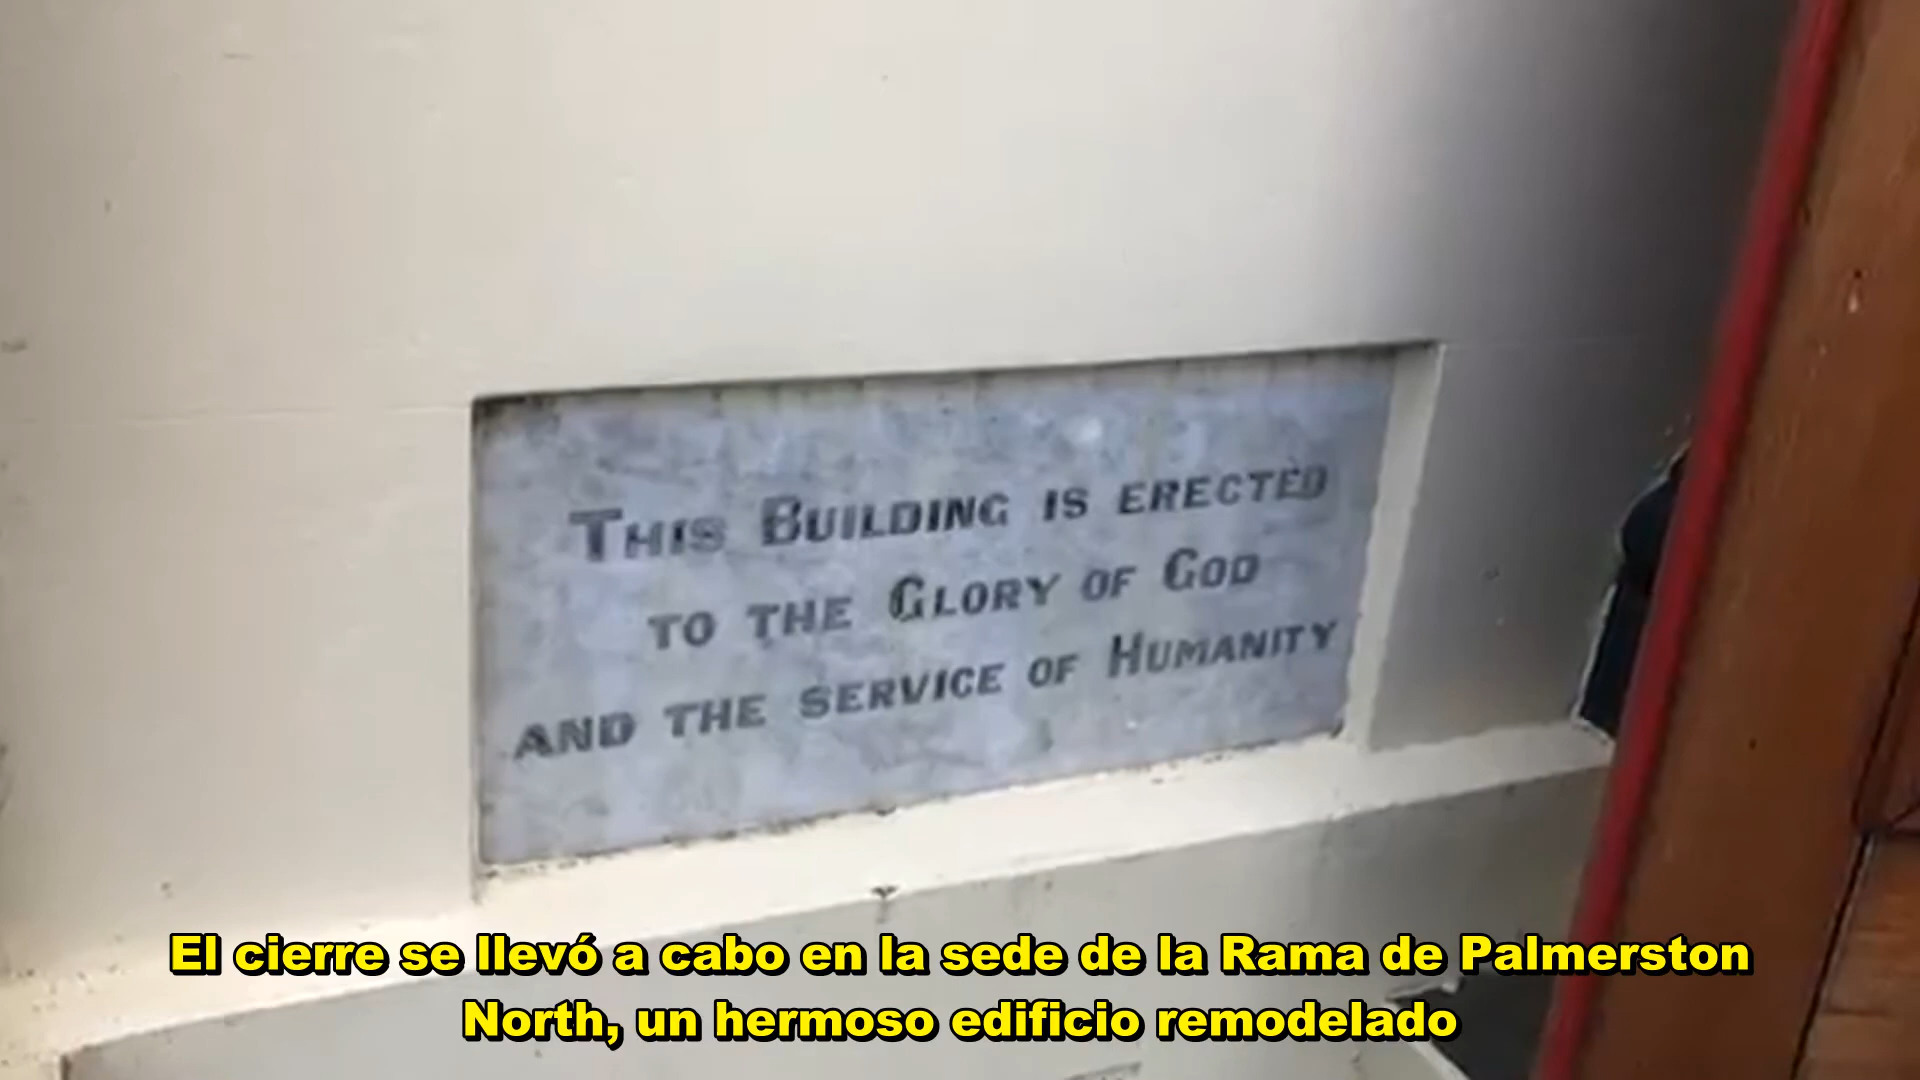 This Building is erected
to the Glory of God
and the service of Humanity
El cierre se llevó a cabo en la sede de la Rama de Palmerston
North, un hermoso edificio remodelado